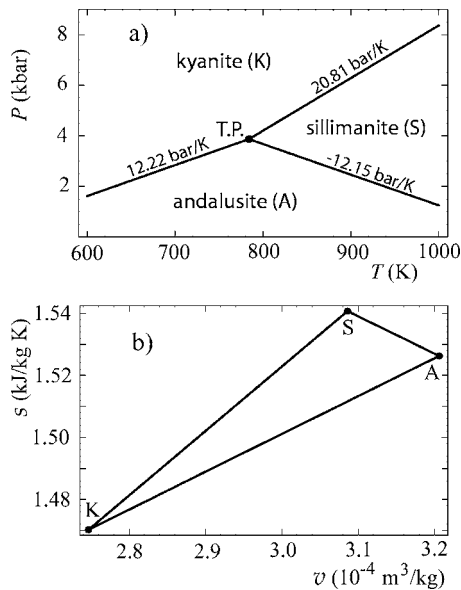 a)
P (kbar)
8
6
4
2
kyanite (K)
20.81 bar/K
T.P.
sillimanite (S)
12.22 bar/K
-12.15 bar/K
andalusite (A)
600 700 800 900 1000
T (K)
b)
s (kJ/kg K)
1.54
1.52
1.50
1.48
S
A
K
2.8 2.9 3.0 3.1 3.2
v (10⁻⁴ m³/kg)